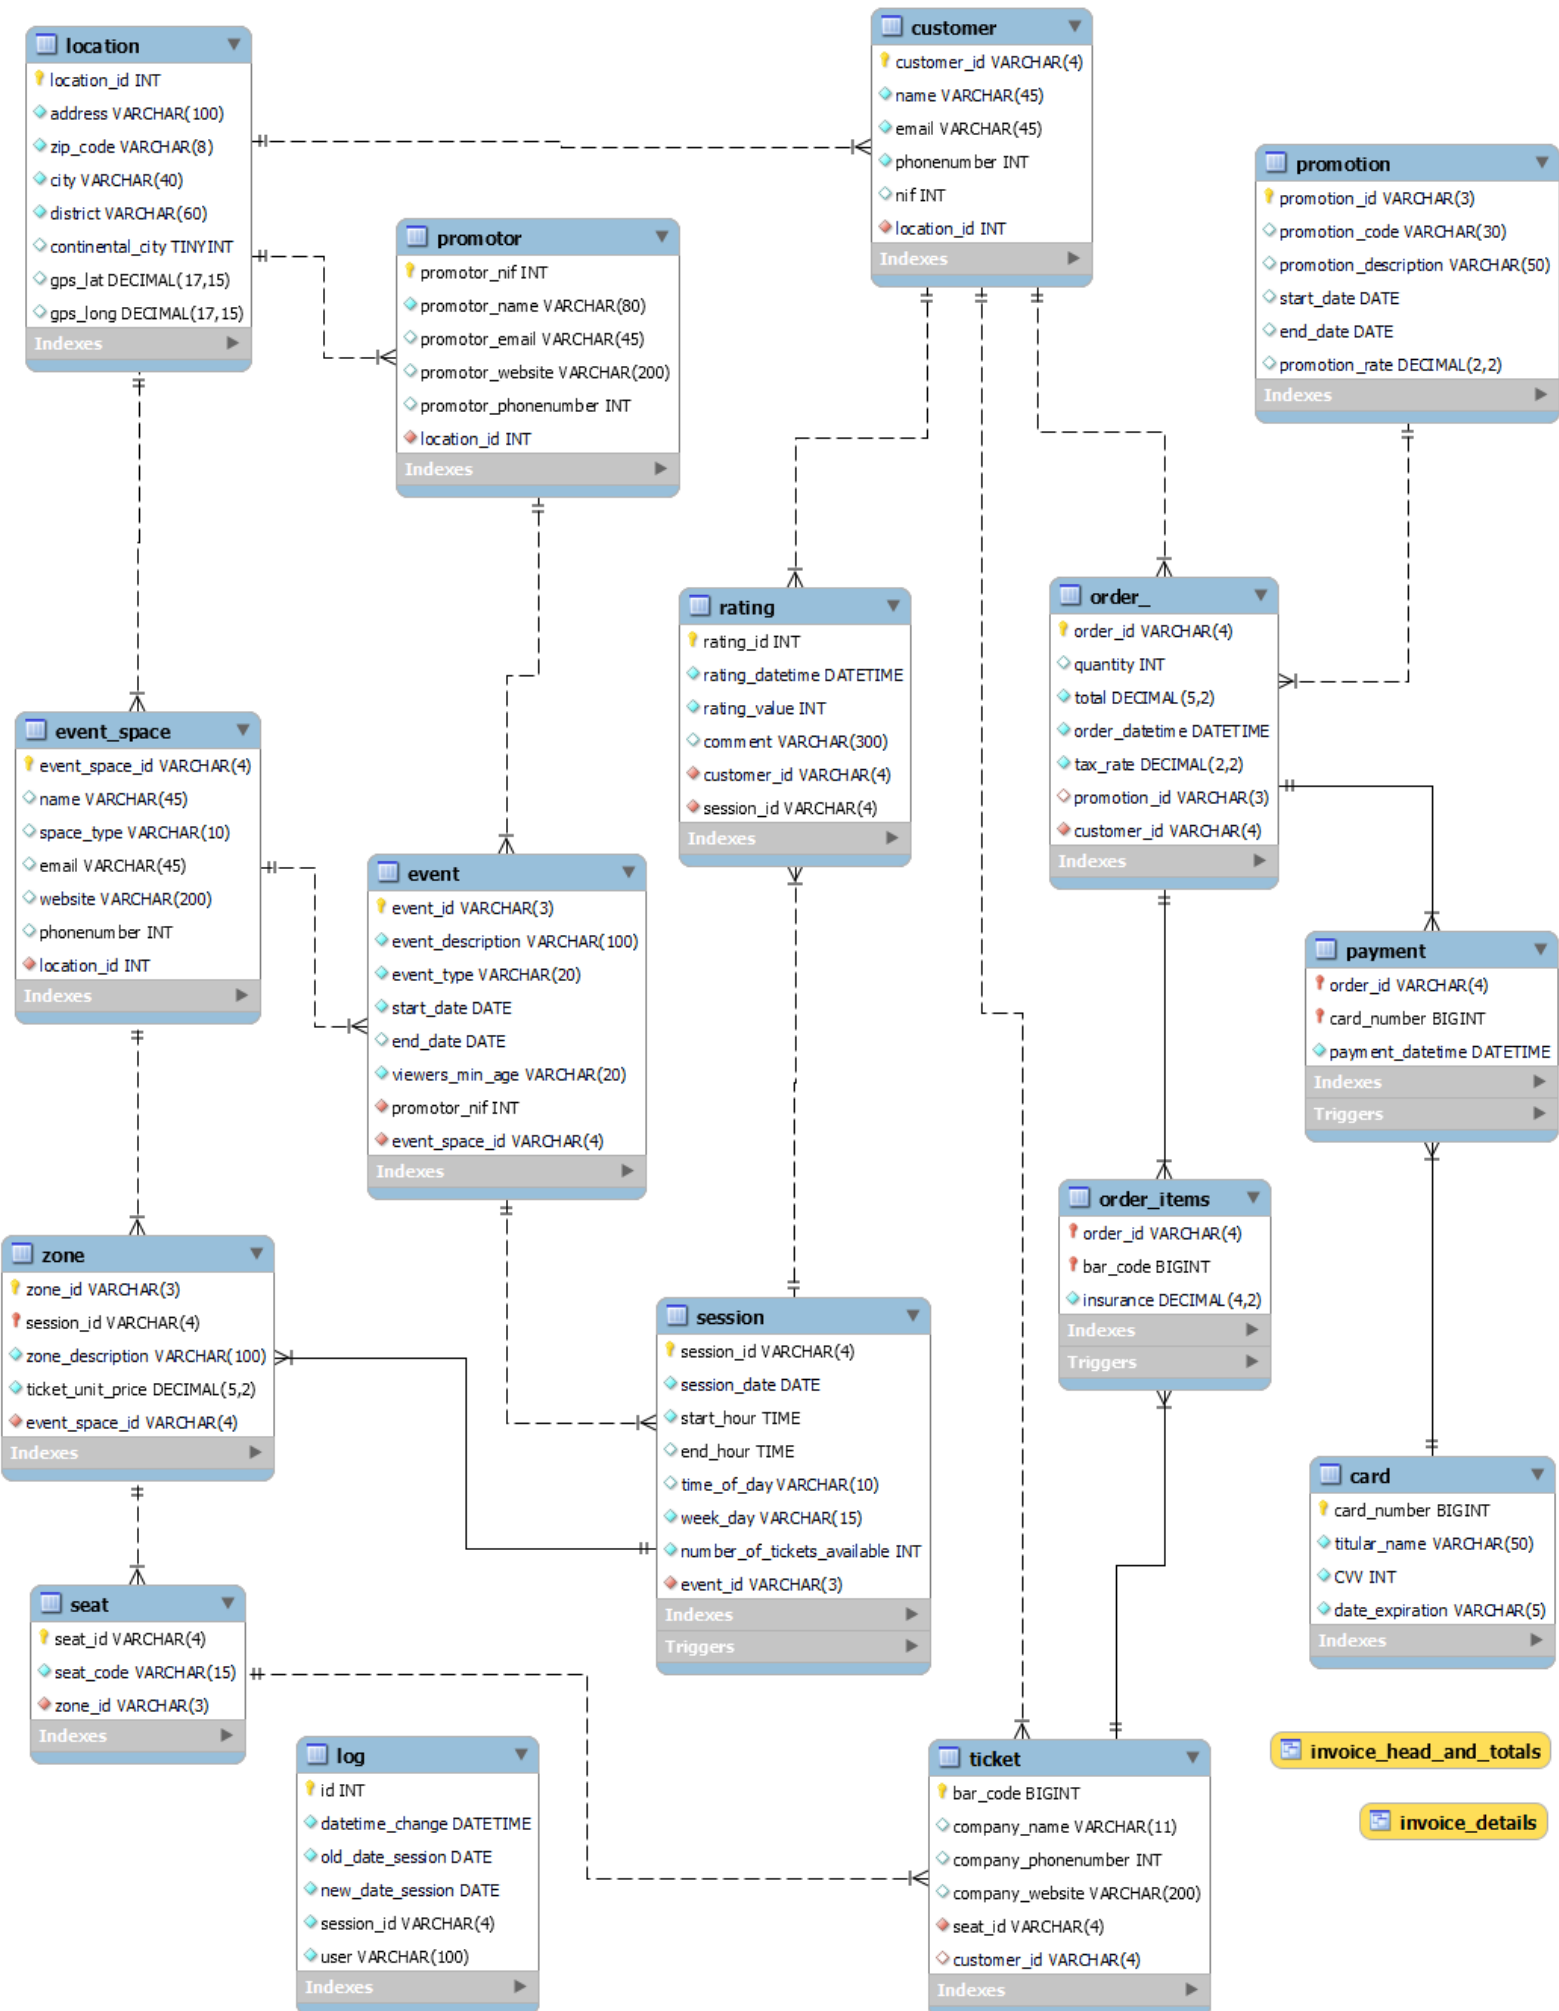 location
location_id INT
address VARCHAR(100)
zip_code VARCHAR(8)
city VARCHAR(40)
district VARCHAR(60)
continental_city TINYINT
gps_lat DECIMAL(17,15)
gps_long DECIMAL(17,15)
Indexes
customer
customer_id VARCHAR(4)
name VARCHAR(45)
email VARCHAR(45)
phonenumber INT
nif INT
location_id INT
Indexes
promotion
promotion_id VARCHAR(3)
promotion_code VARCHAR(30)
promotion_description VARCHAR(50)
start_date DATE
end_date DATE
promotion_rate DECIMAL(2,2)
Indexes
promotor
promotor_nif INT
promotor_name VARCHAR(80)
promotor_email VARCHAR(45)
promotor_website VARCHAR(200)
promotor_phonenumber INT
location_id INT
Indexes
rating
rating_id INT
rating_datetime DATETIME
rating_value INT
comment VARCHAR(300)
customer_id VARCHAR(4)
session_id VARCHAR(4)
Indexes
order_
order_id VARCHAR(4)
quantity INT
total DECIMAL(5,2)
order_datetime DATETIME
tax_rate DECIMAL(2,2)
promotion_id VARCHAR(3)
customer_id VARCHAR(4)
Indexes
event_space
event_space_id VARCHAR(4)
name VARCHAR(45)
space_type VARCHAR(10)
email VARCHAR(45)
website VARCHAR(200)
phonenumber INT
location_id INT
Indexes
event
event_id VARCHAR(3)
event_description VARCHAR(100)
event_type VARCHAR(20)
start_date DATE
end_date DATE
viewers_min_age VARCHAR(20)
promotor_nif INT
event_space_id VARCHAR(4)
Indexes
payment
order_id VARCHAR(4)
card_number BIGINT
payment_datetime DATETIME
Indexes
Triggers
order_items
order_id VARCHAR(4)
bar_code BIGINT
insurance DECIMAL(4,2)
Indexes
Triggers
zone
zone_id VARCHAR(3)
session_id VARCHAR(4)
zone_description VARCHAR(100)
ticket_unit_price DECIMAL(5,2)
event_space_id VARCHAR(4)
Indexes
session
session_id VARCHAR(4)
session_date DATE
start_hour TIME
end_hour TIME
time_of_day VARCHAR(10)
week_day VARCHAR(15)
number_of_tickets_available INT
event_id VARCHAR(3)
Indexes
Triggers
card
card_number BIGINT
titular_name VARCHAR(50)
CVV INT
date_expiration VARCHAR(5)
Indexes
seat
seat_id VARCHAR(4)
seat_code VARCHAR(15)
zone_id VARCHAR(3)
Indexes
log
id INT
datetime_change DATETIME
old_date_session DATE
new_date_session DATE
session_id VARCHAR(4)
user VARCHAR(100)
Indexes
ticket
bar_code BIGINT
company_name VARCHAR(11)
company_phonenumber INT
company_website VARCHAR(200)
seat_id VARCHAR(4)
customer_id VARCHAR(4)
Indexes
invoice_head_and_totals
invoice_details